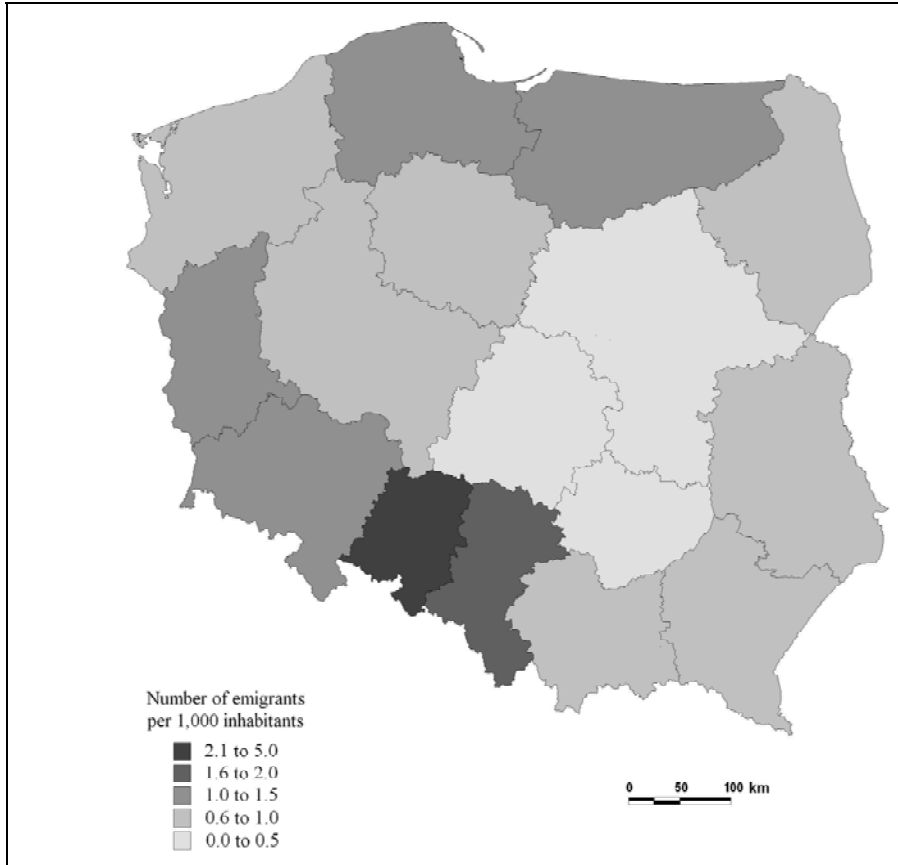 Number of emigrants
per 1,000 inhabitants
2.1 to 5.0
1.6 to 2.0
1.0 to 1.5
0.6 to 1.0
0.0 to 0.5
0 50 100 km